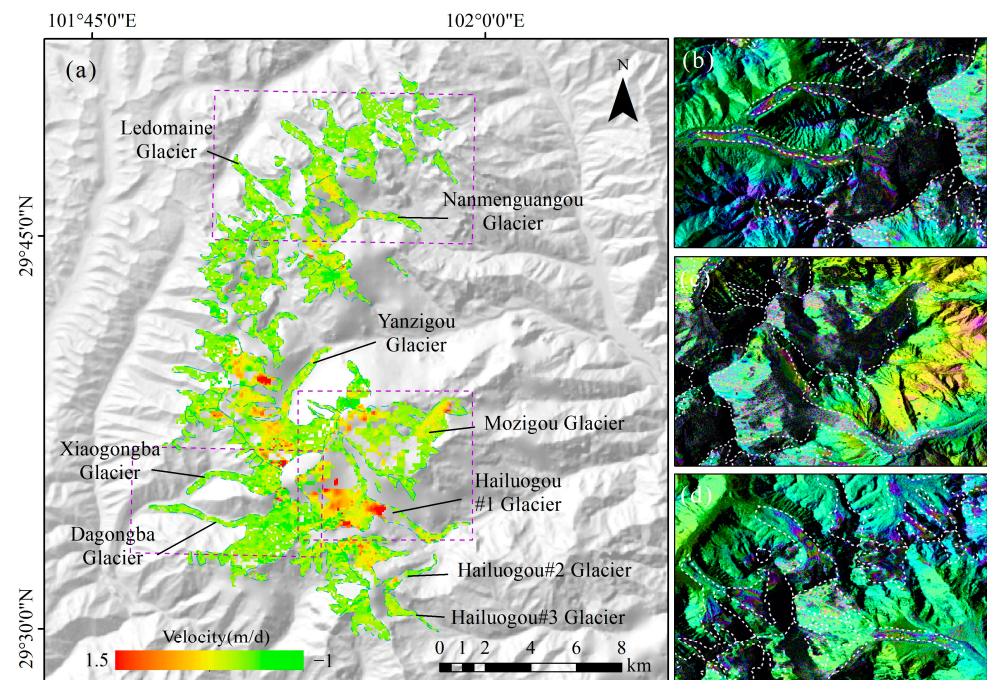 101°45'0"E
102°0'0"E
(a)
N
Ledomaine
Glacier
Nanmenguangou
Glacier
29°45'0"N
Yanzigou
Glacier
Mozigou Glacier
Xiaogongba
Glacier
Hailuogou
#1 Glacier
Dagongba
Glacier
Hailuogou#2 Glacier
Hailuogou#3 Glacier
29°30'0"N
Velocity(m/d)
1.5
−1
0 1 2 4 6 8
km
(b)
(c)
(d)